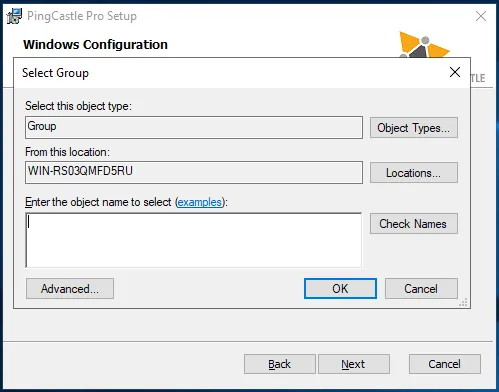 PingCastle Pro Setup
Windows Configuration
TLE
Select Group
Select this object type:
Group
Object Types...
From this location:
WIN-RS03QMFD5RU
Locations...
Enter the object name to select (examples):
Check Names
Advanced...
OK
Cancel
Back
Next
Cancel